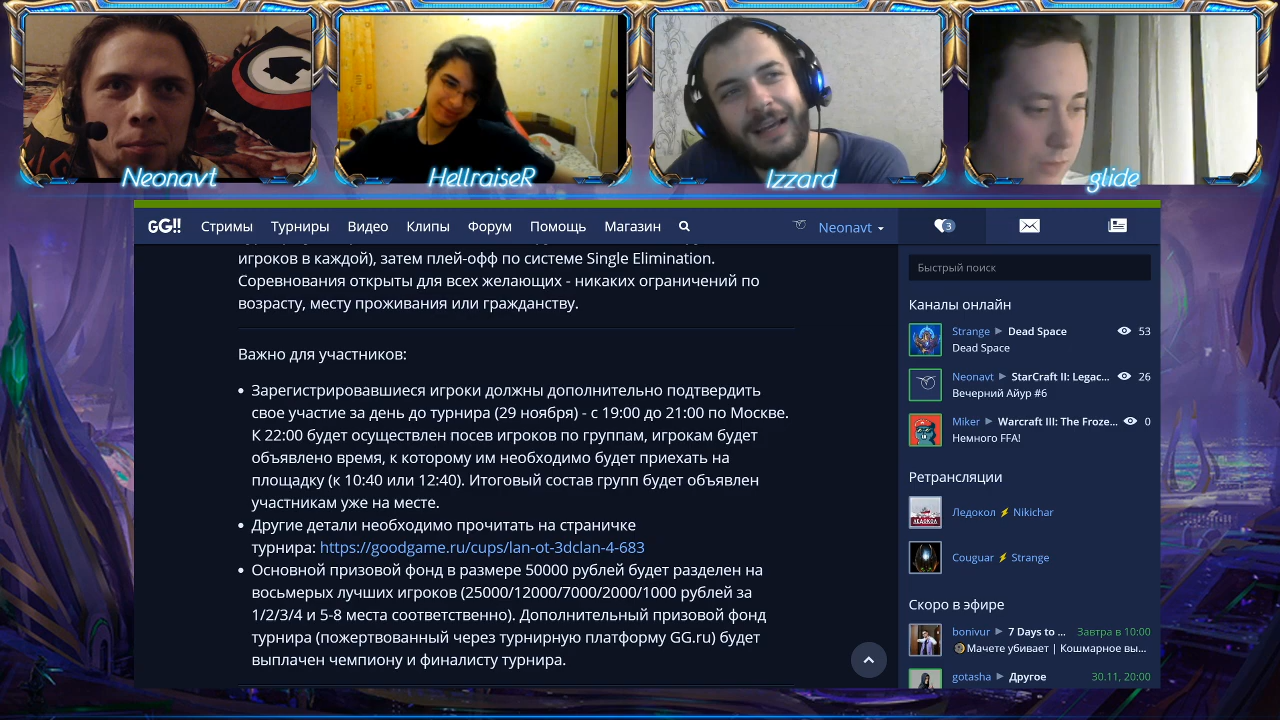 Neonavt
HellraiseR
Izzard
glide
GG!!
Стримы
Турниры
Видео
Клипы
Форум
Помощь
Магазин
Neonavt
3
игроков в каждой), затем плей-офф по системе Single Elimination.
Соревнования открыты для всех желающих - никаких ограничений по
возрасту, месту проживания или гражданству.
Важно для участников:
Зарегистрировавшиеся игроки должны дополнительно подтвердить
свое участие за день до турнира (29 ноября) - с 19:00 до 21:00 по Москве.
К 22:00 будет осуществлен посев игроков по группам, игрокам будет
объявлено время, к которому им необходимо будет приехать на
площадку (к 10:40 или 12:40). Итоговый состав групп будет объявлен
участникам уже на месте.
Другие детали необходимо прочитать на страничке
турнира: https://goodgame.ru/cups/lan-ot-3dclan-4-683
Основной призовой фонд в размере 50000 рублей будет разделен на
восьмерых лучших игроков (25000/12000/7000/2000/1000 рублей за
1/2/3/4 и 5-8 места соответственно). Дополнительный призовой фонд
турнира (пожертвованный через турнирную платформу GG.ru) будет
выплачен чемпиону и финалисту турнира.
Быстрый поиск
Каналы онлайн
Strange Dead Space 53
Dead Space
Neonavt StarCraft II: Legac... 26
Вечерний Айур #6
Miker Warcraft III: The Froze... 0
Немного FFA!
Ретрансляции
Ледокол Nikichar
Couguar Strange
Скоро в эфире
bonivur 7 Days to ... Завтра в 10:00
Мачете убивает | Кошмарное вы...
gotasha Другое 30.11, 20:00